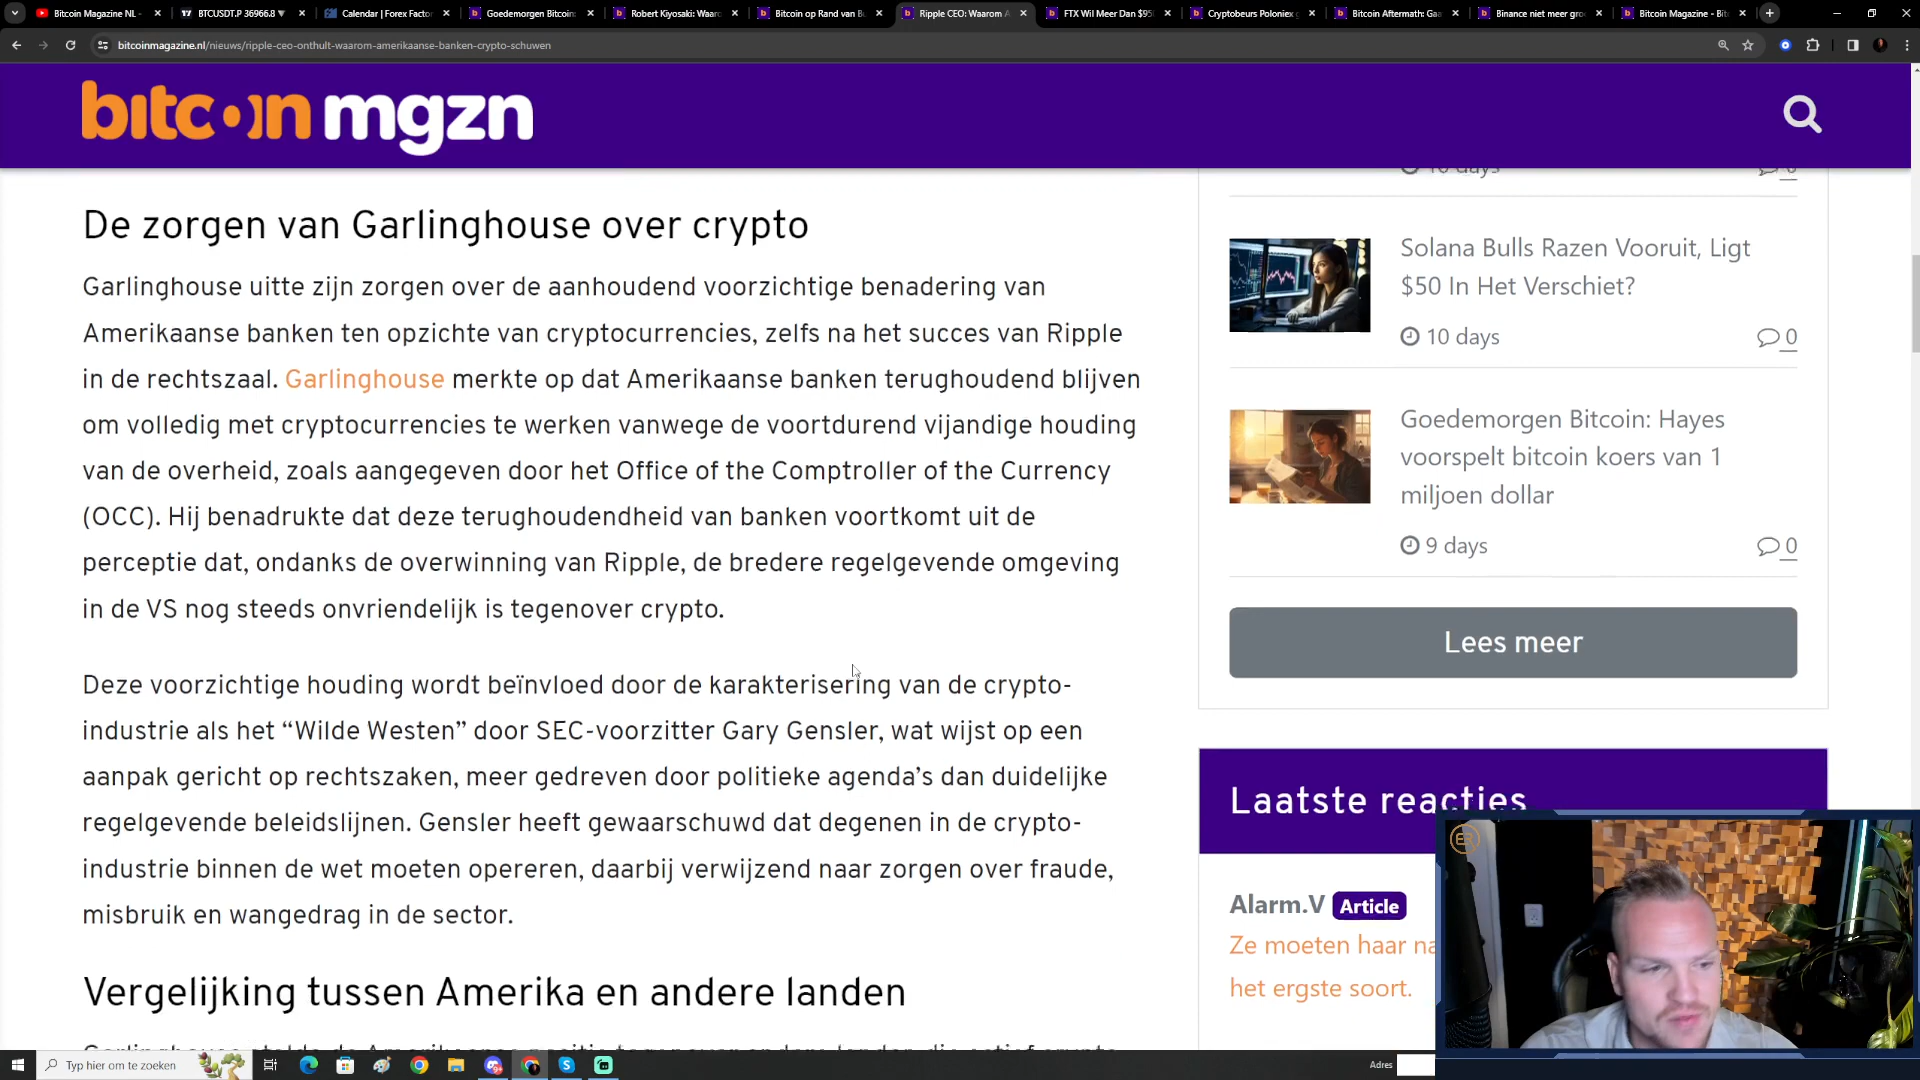 Bitcoin Magazine NL -
BTCUSDT.P 36966.8
Calendar | Forex Factor
Goedemorgen Bitcoin:
Robert Kiyosaki: Waaro
Bitcoin op Rand van B
Ripple CEO: Waarom A
FTX Wil Meer Dan $95
Cryptobeurs Poloniex g
Bitcoin Aftermath: Ga
Binance niet meer gro
Bitcoin Magazine - Bit
bitcoinmagazine.nl/nieuws/ripple-ceo-onthult-waarom-amerikaanse-banken-crypto-schuwen
bitcoin mgzn
De zorgen van Garlinghouse over crypto
Garlinghouse uitte zijn zorgen over de aanhoudend voorzichtige benadering van
Amerikaanse banken ten opzichte van cryptocurrencies, zelfs na het succes van Ripple
in de rechtszaal. Garlinghouse merkte op dat Amerikaanse banken terughoudend blijven
om volledig met cryptocurrencies te werken vanwege de voortdurend vijandige houding
van de overheid, zoals aangegeven door het Office of the Comptroller of the Currency
(OCC). Hij benadrukte dat deze terughoudendheid van banken voortkomt uit de
perceptie dat, ondanks de overwinning van Ripple, de bredere regelgevende omgeving
in de VS nog steeds onvriendelijk is tegenover crypto.
Deze voorzichtige houding wordt beïnvloed door de karakterisering van de crypto-
industrie als het “Wilde Westen” door SEC-voorzitter Gary Gensler, wat wijst op een
aanpak gericht op rechtszaken, meer gedreven door politieke agenda’s dan duidelijke
regelgevende beleidslijnen. Gensler heeft gewaarschuwd dat degenen in de crypto-
industrie binnen de wet moeten opereren, daarbij verwijzend naar zorgen over fraude,
misbruik en wangedrag in de sector.
Vergelijking tussen Amerika en andere landen
10 days
Solana Bulls Razen Vooruit, Ligt
$50 In Het Verschiet?
10 days 0
Goedemorgen Bitcoin: Hayes
voorspelt bitcoin koers van 1
miljoen dollar
9 days 0
Lees meer
Laatste reacties
Alarm.V Article
Ze moeten haar na
het ergste soort.
Typ hier om te zoeken
Adres